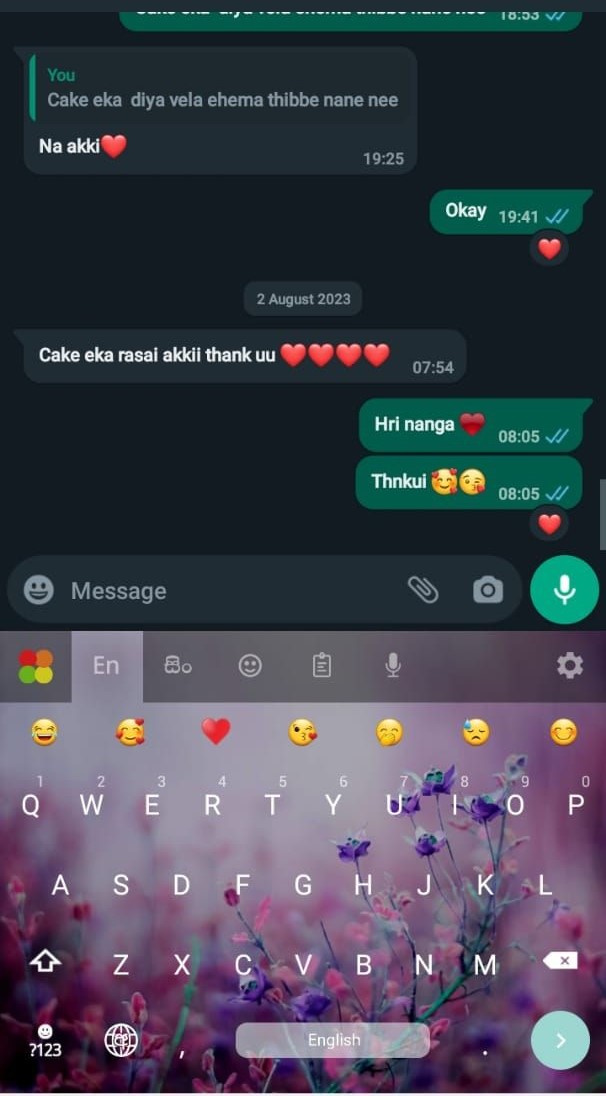 18:53
You
Cake eka diya vela ehema thibbe nane nee
Na akki❤️
19:25
Okay 19:41
❤️
2 August 2023
Cake eka rasai akkii thank uu ❤️❤️❤️❤️
07:54
Hri nanga ❤️ 08:05
Thnkui 🥰😘 08:05
❤️
Message
En
😂 🥰 ❤️ 😘 🤭 😓 😊
1 2 3 4 5 6 7 8 9 0
Q W E R T Y U I O P
A S D F G H J K L
Z X C V B N M
?123 , English .